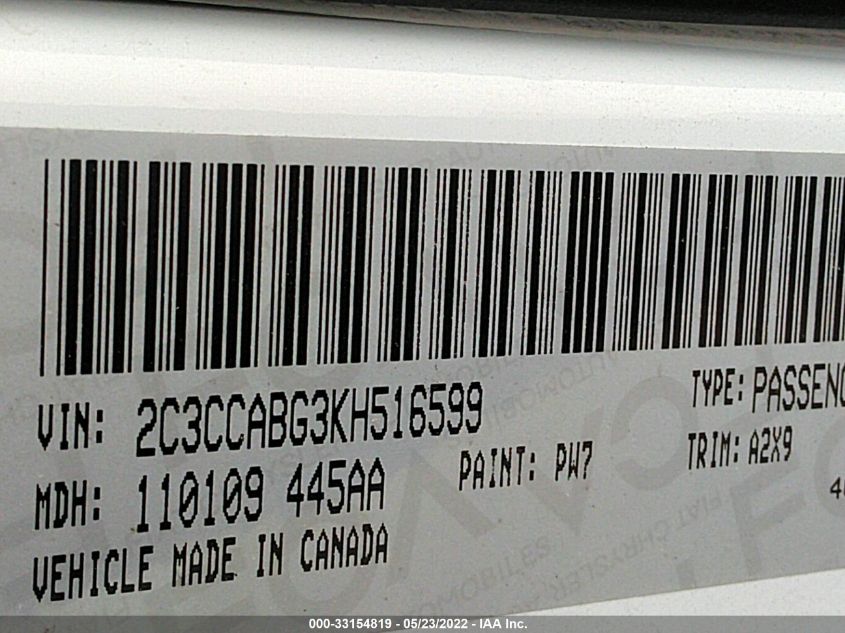 VIN: 2C3CCABG3KH516599
TYPE: PASSENG
MDH: 110109 445AA
PAINT: PW7
TRIM: A2X9
VEHICLE MADE IN CANADA
000-33154819 - 05/23/2022 - IAA Inc.